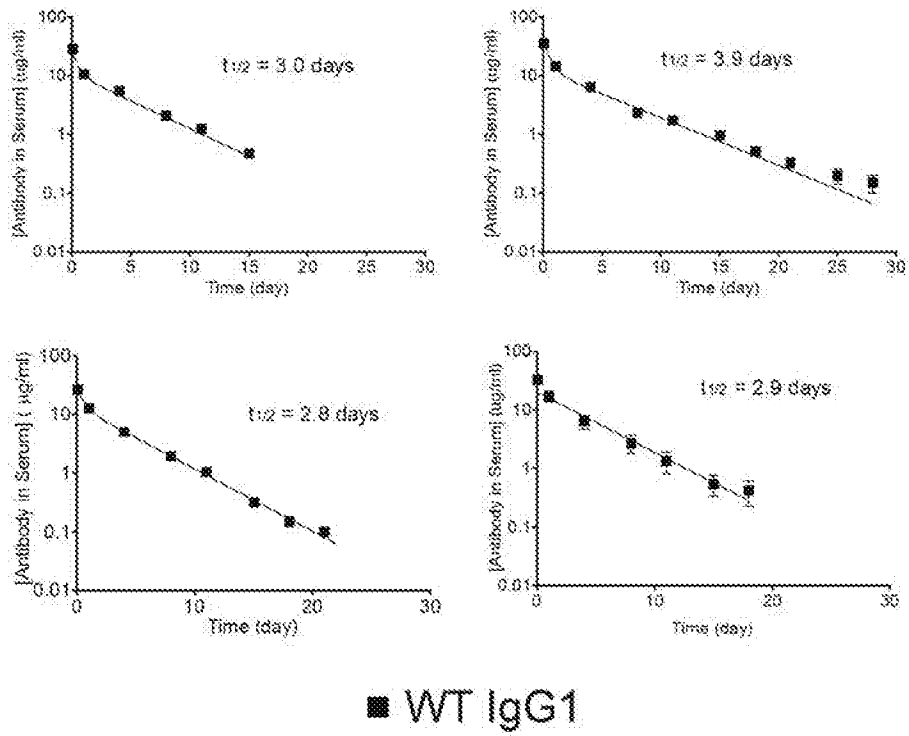 100
10
1
0.1
0.01
[Antibody in Serum] (ug/ml)
t1/2 = 3.0 days
0 5 10 15 20 25 30
Time (day)
100
10
1
0.1
0.01
[Antibody in Serum] (ug/ml)
t1/2 = 3.9 days
0 5 10 15 20 25 30
Time (day)
100
10
1
0.1
0.01
[Antibody in Serum] ( μg/ml)
t1/2 = 2.8 days
0 10 20 30
Time (day)
100
10
1
0.1
0.01
[Antibody in Serum] (ug/ml)
t1/2 = 2.9 days
0 10 20 30
Time (day)
WT IgG1